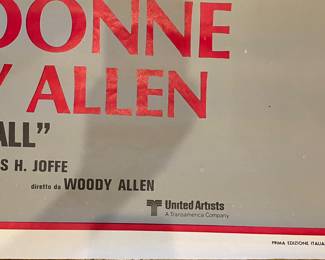 DONNE
Y ALLEN
ALL”
S H. JOFFE
diretto da WOODY ALLEN
United Artists
A Transamerica Company
PRIMA EDIZIONE ITALIA